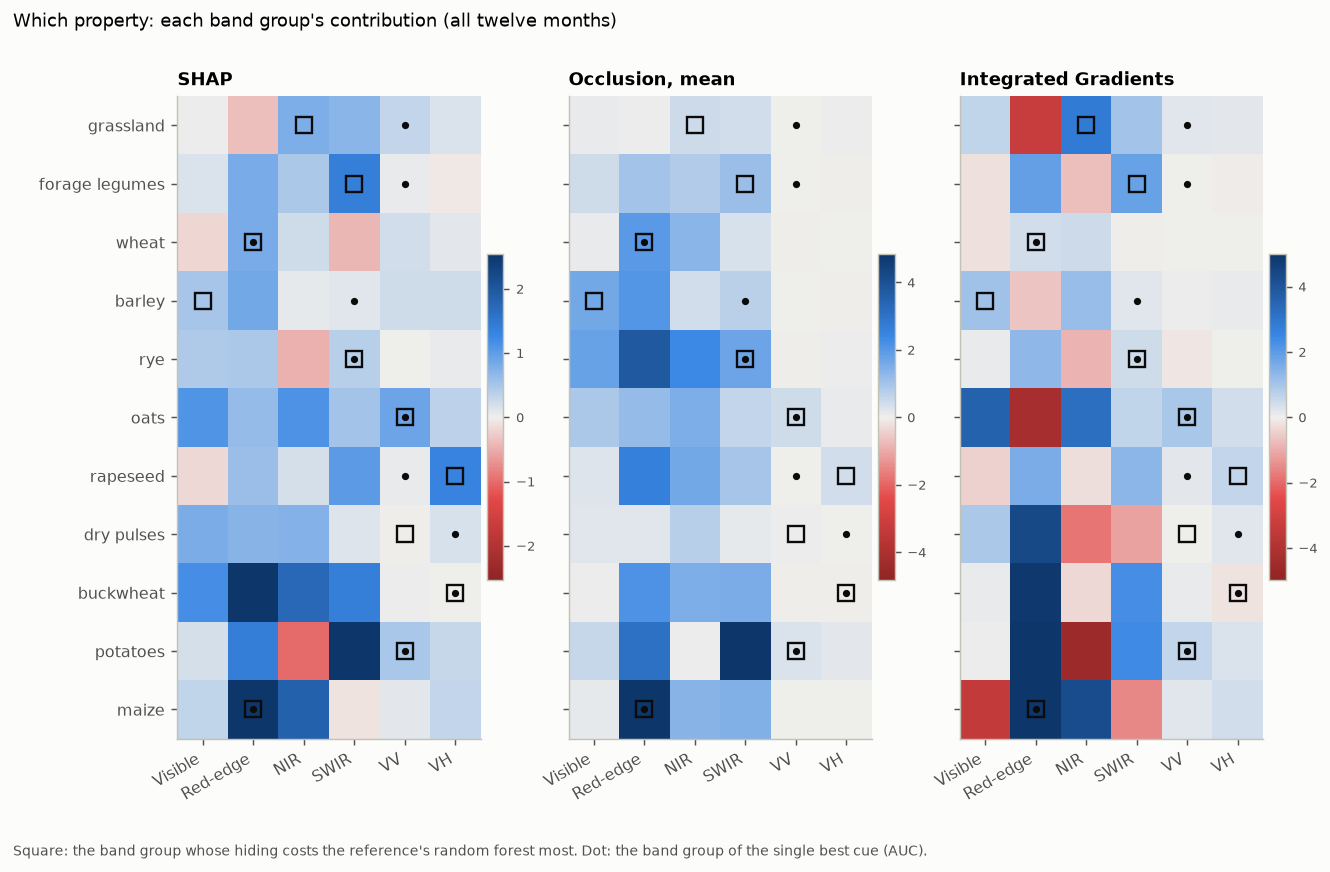 Which property: each band group's contribution (all twelve months)
SHAP
Occlusion, mean
Integrated Gradients
grassland
forage legumes
wheat
barley
rye
oats
rapeseed
dry pulses
buckwheat
potatoes
maize
2
1
0
−1
−2
4
2
0
−2
−4
4
2
0
−2
−4
Visible
Red-edge
NIR
SWIR
VV
VH
Visible
Red-edge
NIR
SWIR
VV
VH
Visible
Red-edge
NIR
SWIR
VV
VH
Square: the band group whose hiding costs the reference's random forest most. Dot: the band group of the single best cue (AUC).